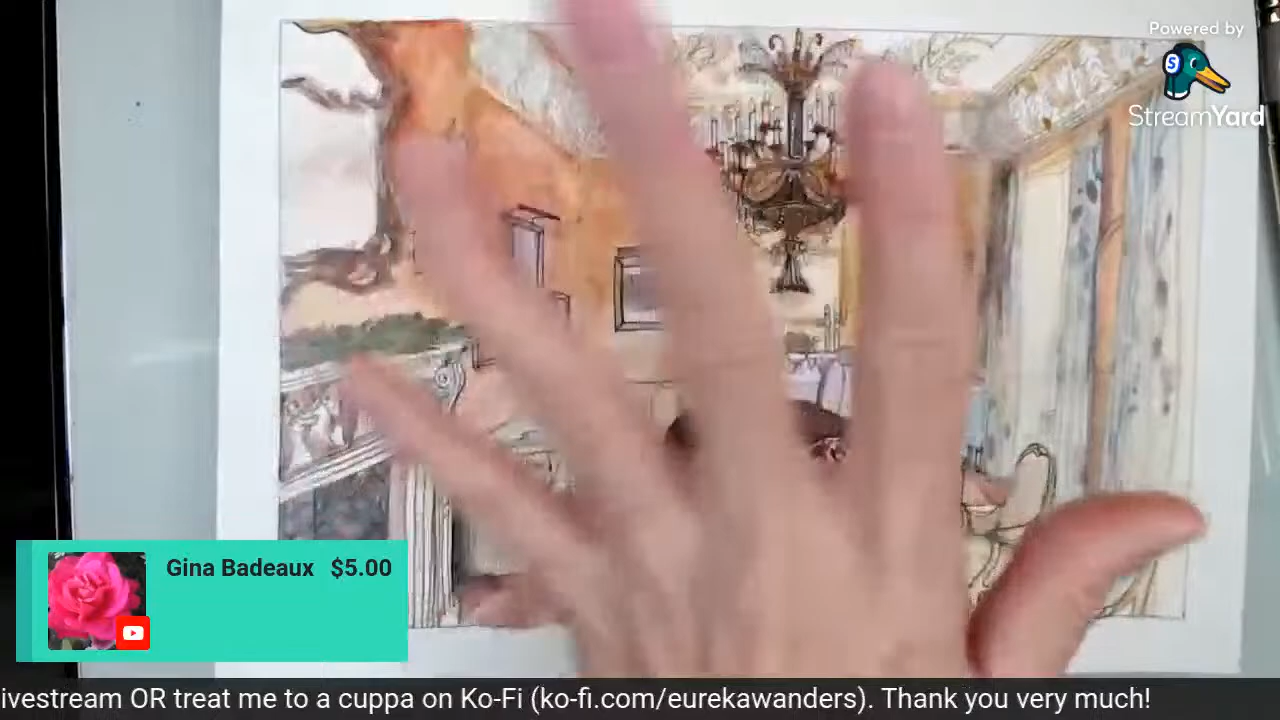 Powered by
StreamYard
Gina Badeaux $5.00
ivestream OR treat me to a cuppa on Ko-Fi (ko-fi.com/eurekawanders). Thank you very much!